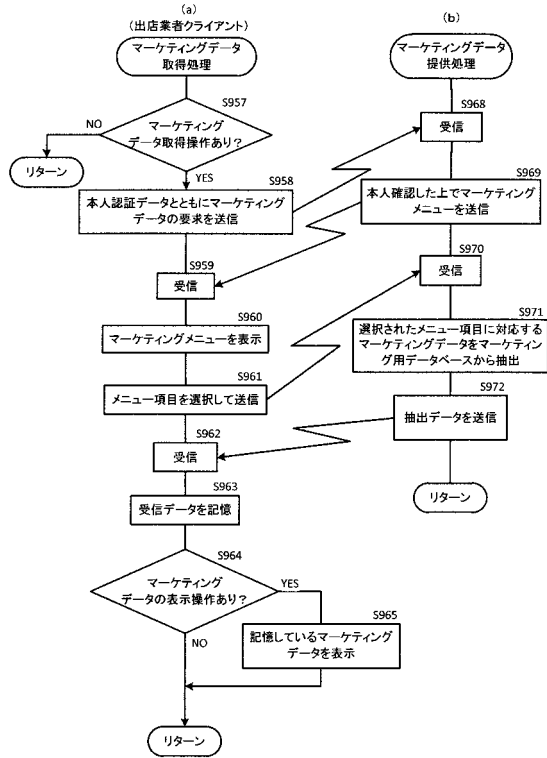 (a)
(出店業者クライアント)
マーケティングデータ
取得処理
S957
マーケティング
データ取得操作あり?
NO
リターン
YES
S958
本人認証データとともにマーケティング
データの要求を送信
S959
受信
S960
マーケティングメニューを表示
S961
メニュー項目を選択して送信
S962
受信
S963
受信データを記憶
S964
マーケティング
データの表示操作あり?
YES
S965
記憶しているマーケティング
データを表示
NO
リターン
(b)
マーケティングデータ
提供処理
S968
受信
S969
本人確認した上でマーケティング
メニューを送信
S970
受信
S971
選択されたメニュー項目に対応する
マーケティングデータをマーケティン
グ用データベースから抽出
S972
抽出データを送信
リターン